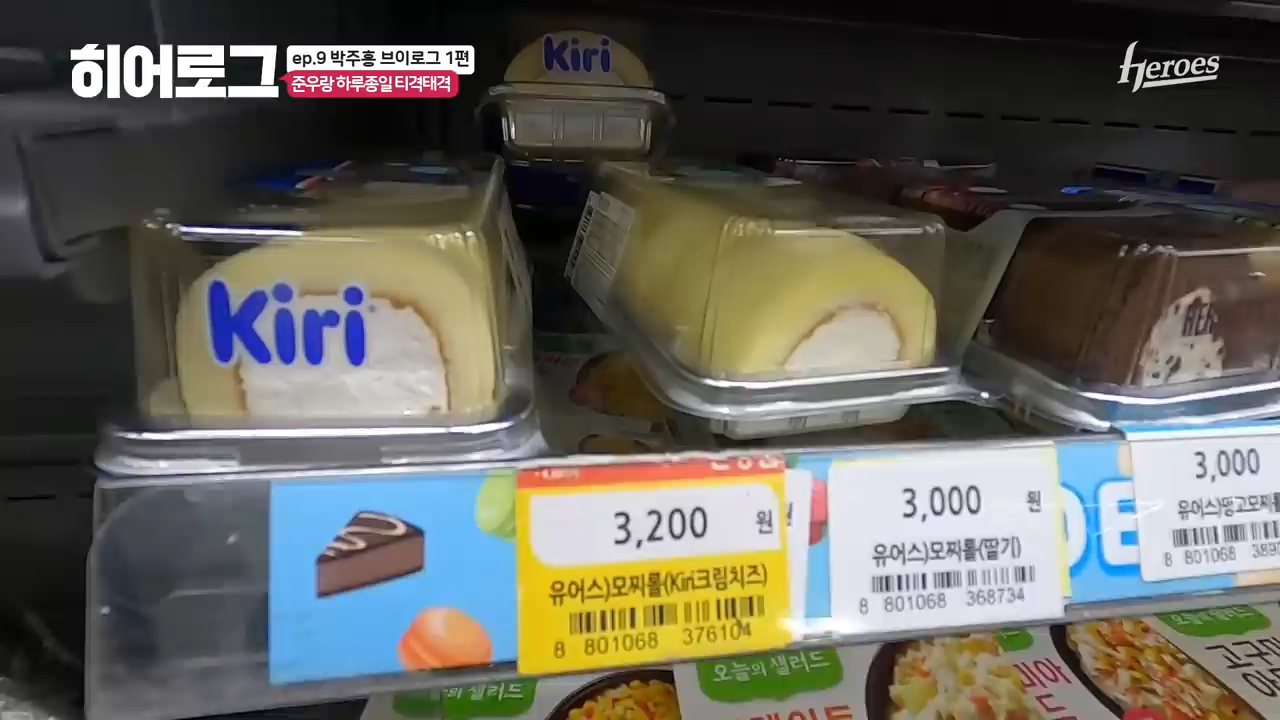 히어로그
ep.9 박주홍 브이로그 1편
준우랑 하루종일 티격태격
heroes
Kiri
Kiri
3,200 원
유어스)모찌롤(Kiri크림치즈)
8 801068 376104
3,000 원
유어스)모찌롤(딸기)
8 801068 368734
3,000
8 801068
오늘의 샐러드
샐러드